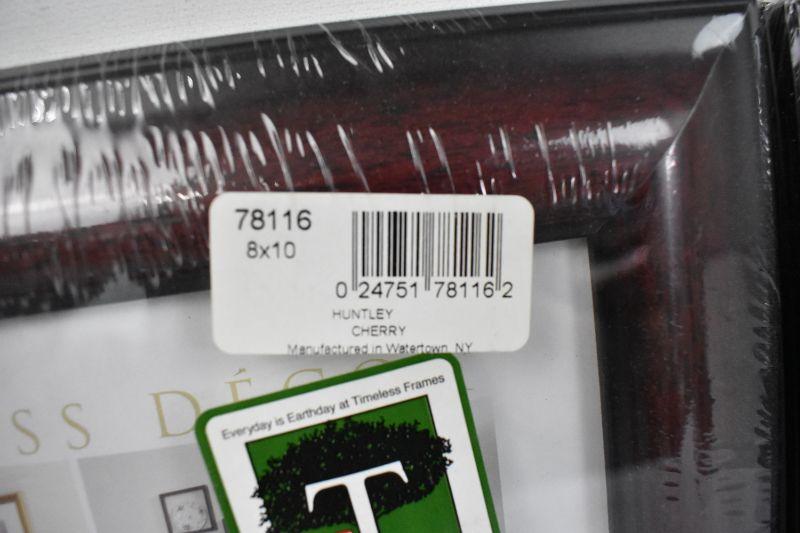 78116
8x10
0 24751 78116 2
HUNTLEY
CHERRY
Manufactured in Watertown, NY
SS DÉCO
Everyday is Earthday at Timeless Frames
T